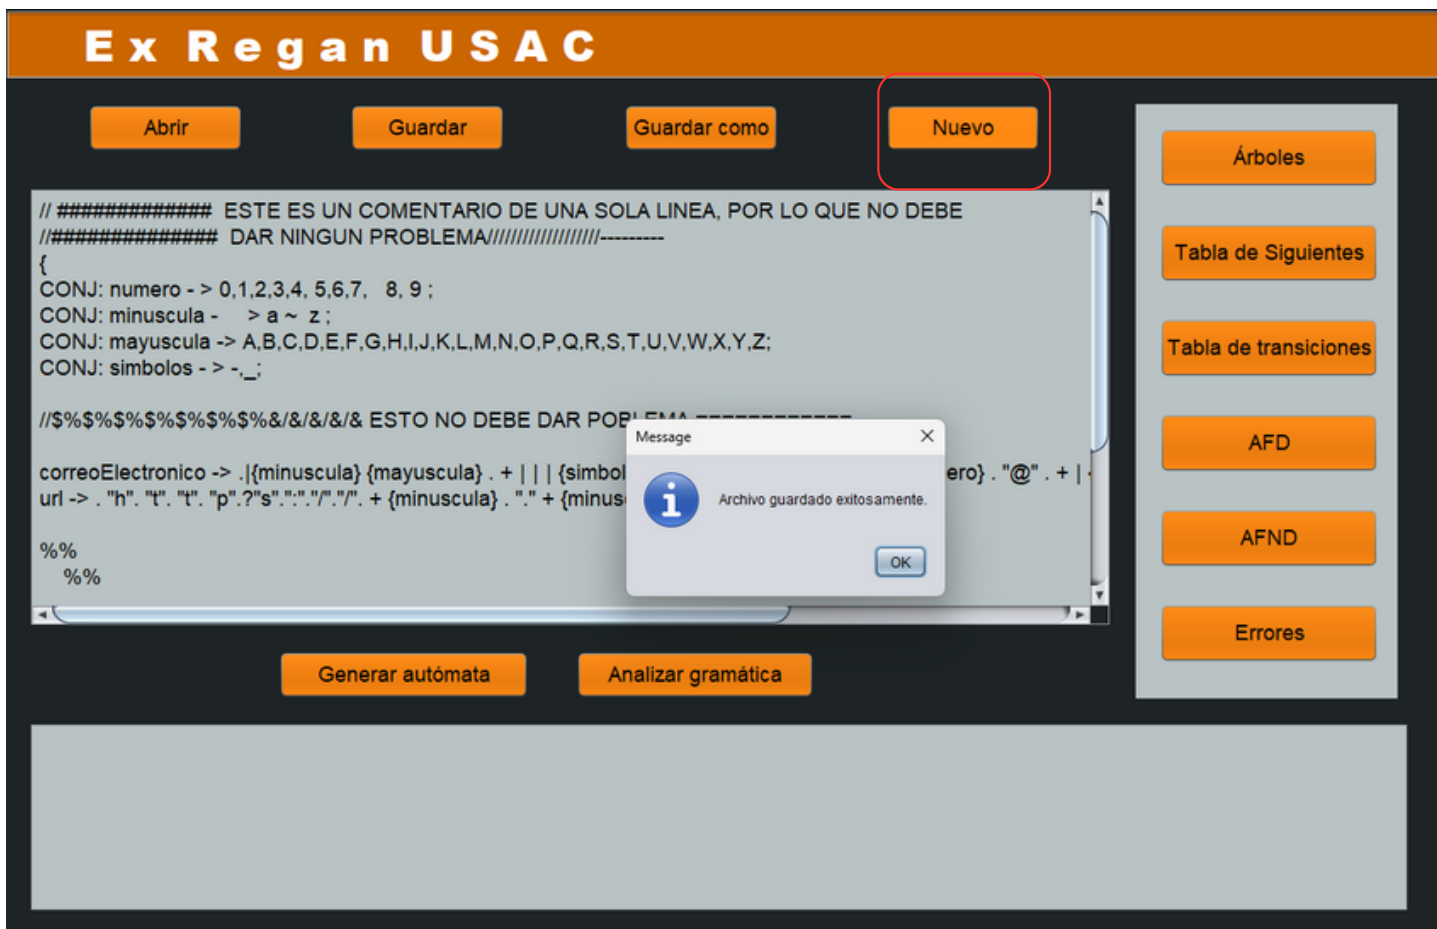 Ex Regan USAC
Abrir
Guardar
Guardar como
Nuevo
// ############# ESTE ES UN COMENTARIO DE UNA SOLA LINEA, POR LO QUE NO DEBE
//############## DAR NINGUN PROBLEMA///////////////////---------
{
CONJ: numero - > 0,1,2,3,4, 5,6,7,   8, 9 ;
CONJ: minuscula -    > a ~  z ;
CONJ: mayuscula -> A,B,C,D,E,F,G,H,I,J,K,L,M,N,O,P,Q,R,S,T,U,V,W,X,Y,Z;
CONJ: simbolos - > -,_;
//$%$%$%$%$%$%$%&/&/&/&/& ESTO NO DEBE DAR POBLEMA ============
correoElectronico -> .|{minuscula} {mayuscula} . + | | | {simbol ero} . "@" . + |
url -> . "h". "t". "t". "p".?"s".":"."/"."/". + {minuscula} . "." + {minus
%%
%%
Message
Archivo guardado exitosamente.
OK
Generar autómata
Analizar gramática
Árboles
Tabla de Siguientes
Tabla de transiciones
AFD
AFND
Errores